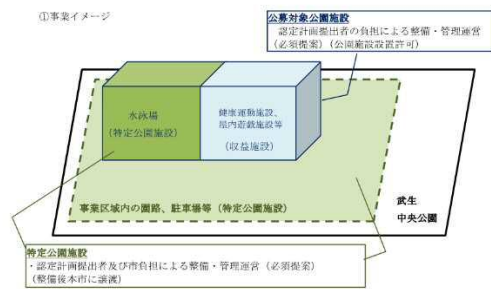 ①事業イメージ
公募対象公園施設
認定計画提出者の負担による整備・管理運営
（必須提案）（公園施設設置許可）
水泳場
（特定公園施設）
健康運動施設、
屋内遊戯施設等
（収益施設）
事業区域内の園路、駐車場等（特定公園施設）
武生
中央公園
特定公園施設
・認定計画提出者及び市負担による整備・管理運営（必須提案）
（整備後本市に譲渡）